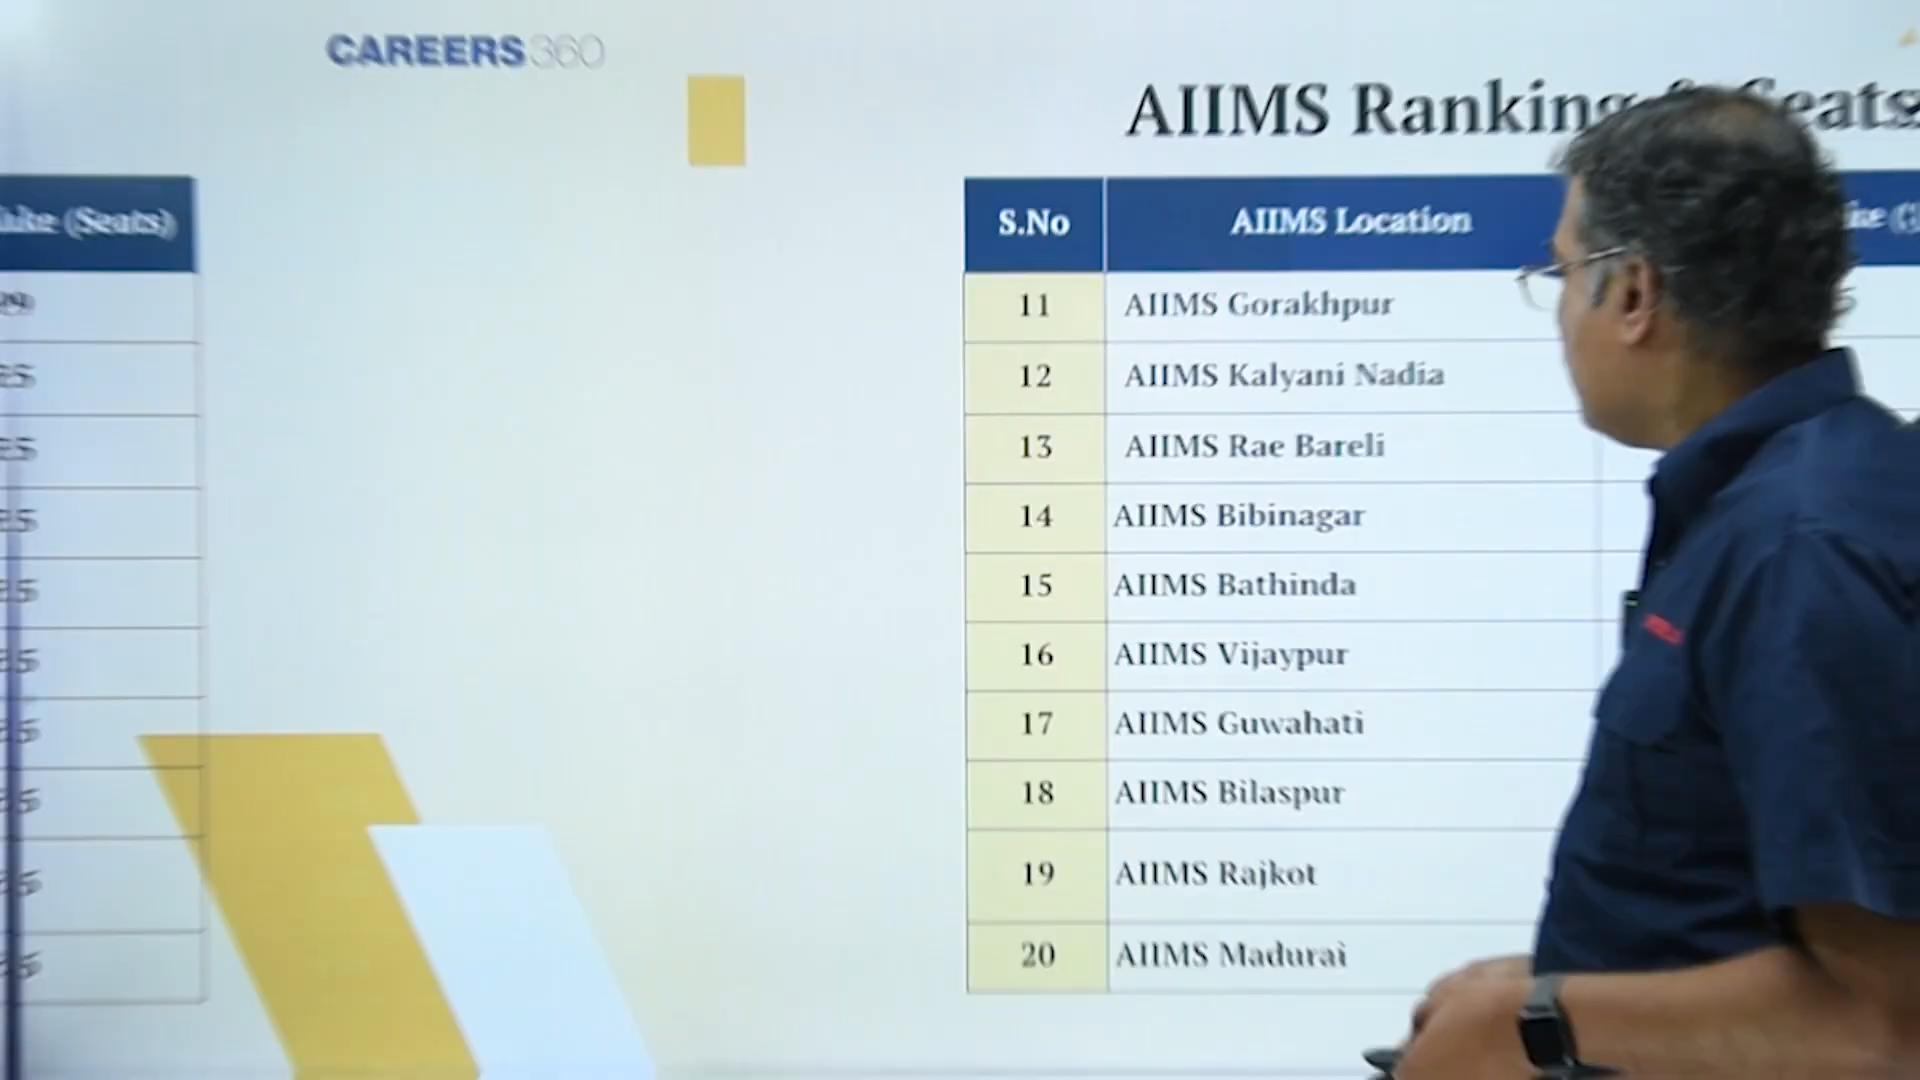 CAREERS360
AIIMS Ranking & Seats
(Seats)
S.No AIIMS Location
11 AIIMS Gorakhpur
12 AIIMS Kalyani Nadia
13 AIIMS Rae Bareli
14 AIIMS Bibinagar
15 AIIMS Bathinda
16 AIIMS Vijaypur
17 AIIMS Guwahati
18 AIIMS Bilaspur
19 AIIMS Rajkot
20 AIIMS Madurai